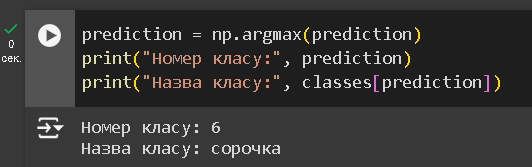 prediction = np.argmax(prediction)
print("Номер класу:", prediction)
print("Назва класу:", classes[prediction])
0
сек.
Номер класу: 6
Назва класу: сорочка